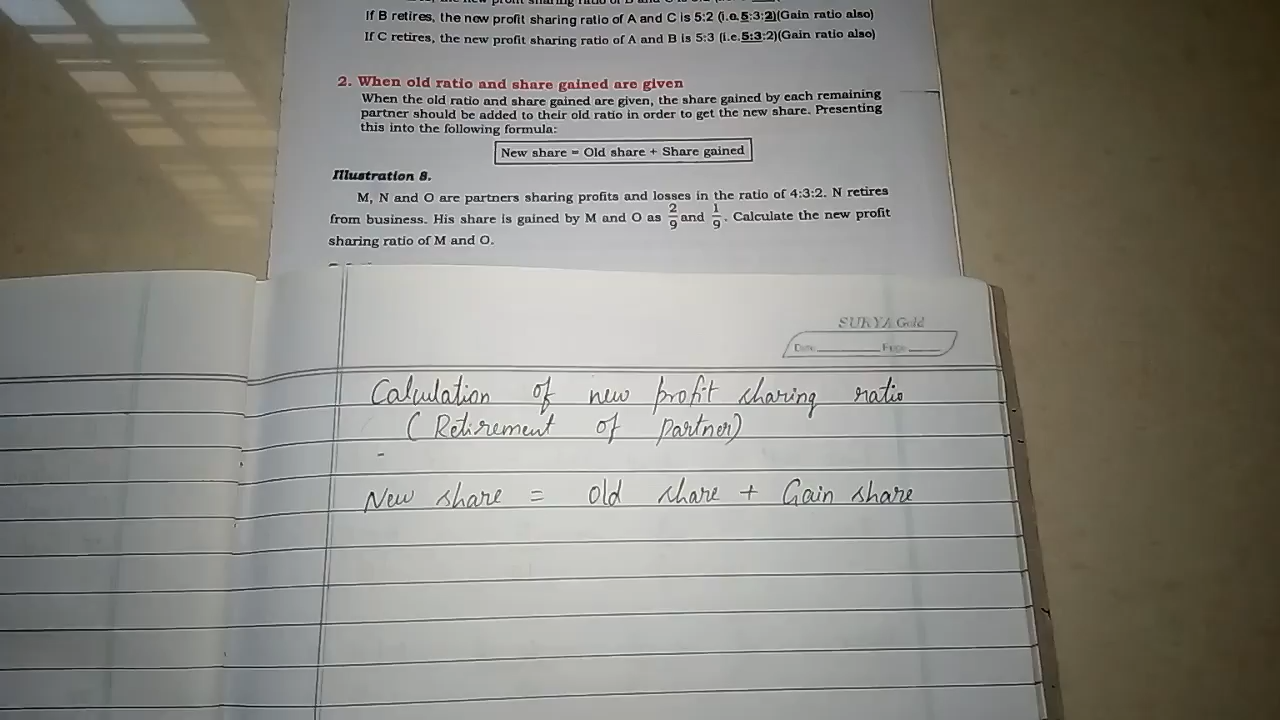 If B retires, the new profit sharing ratio of A and C is 5:2 (i.e.5:3:2)(Gain ratio also)
If C retires, the new profit sharing ratio of A and B is 5:3 (i.e.5:3:2)(Gain ratio also)
2. When old ratio and share gained are given
When the old ratio and share gained are given, the share gained by each remaining
partner should be added to their old ratio in order to get the new share. Presenting
this into the following formula:
New share = Old share + Share gained
Illustration 8.
M, N and O are partners sharing profits and losses in the ratio of 4:3:2. N retires
from business. His share is gained by M and O as 2/9 and 1/9. Calculate the new profit
sharing ratio of M and O.
SURYA Gold
Date Page
Calculation of new profit sharing ratio
( Retirement of Partner)
-
New share = Old share + Gain share